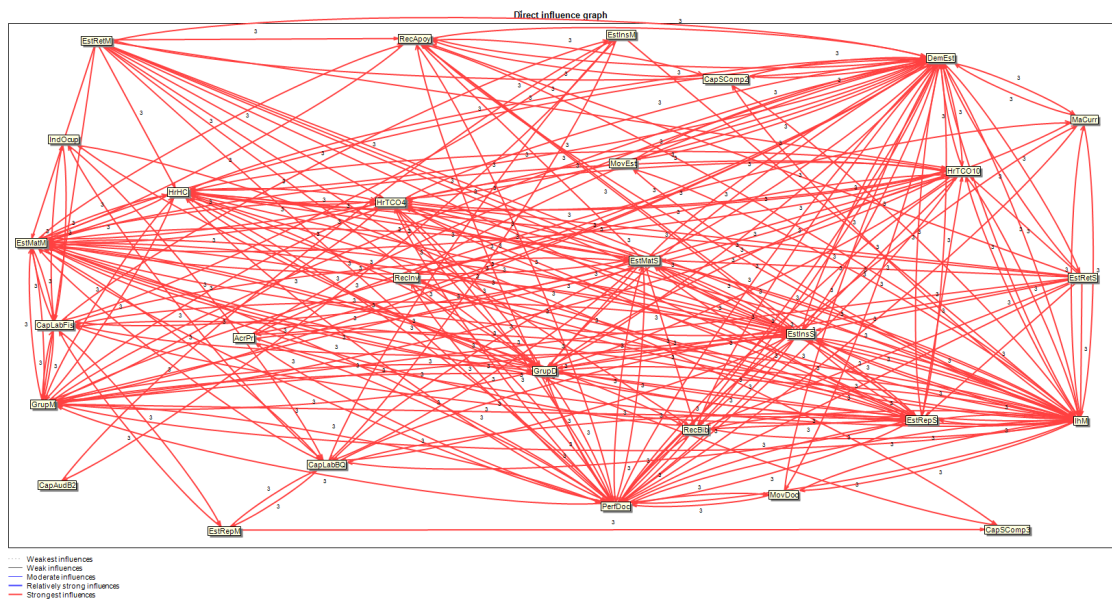 Direct influence graph
EstRetM
RecApoy
EstInsM
DemEst
CapSComp2
MaCurr
IndOcup
MovEst
HrTCO10
HrHC
HrTCO4
EstMatM
EstMatS
RecInv
EstRetS
CapLabFis
AcrPr
EstInsS
GrupD
GrupM
RecBib
EstRepS
IhM
CapLabBQ
CapAudB2
MovDoc
PerfDoc
EstRepM
CapSComp3
3
Weakest influences
Weak influences
Moderate influences
Relatively strong influences
Strongest influences